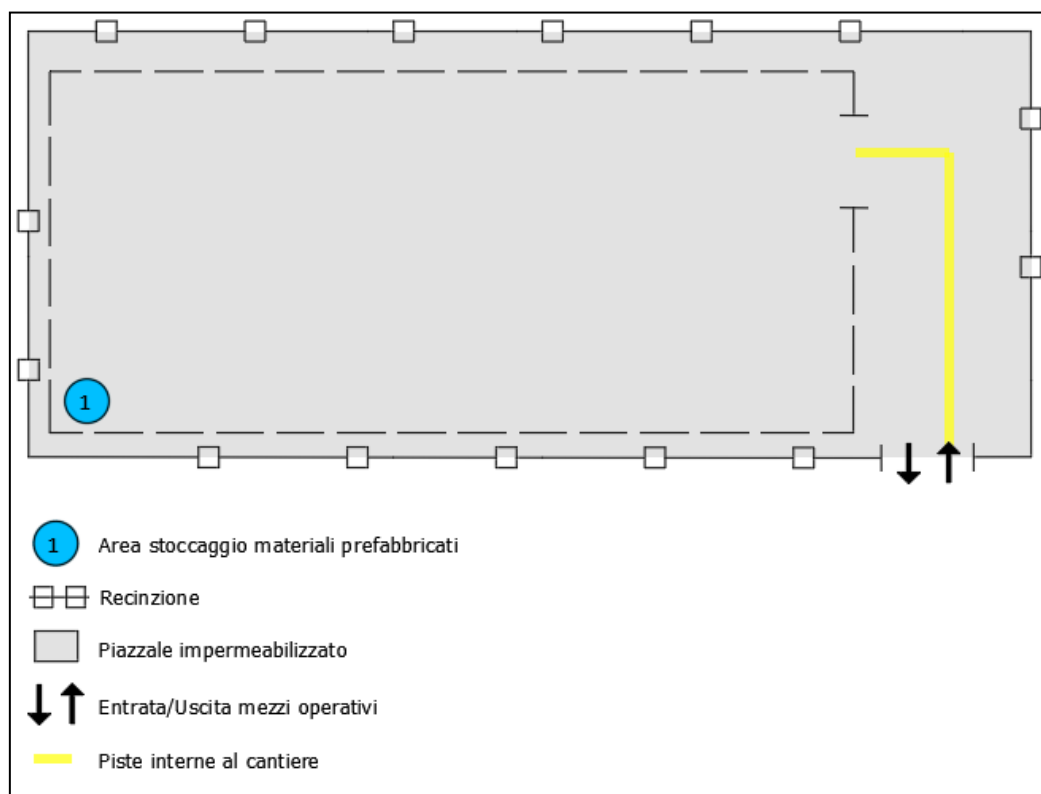 1
1 Area stoccaggio materiali prefabbricati
Recinzione
Piazzale impermeabilizzato
Entrata/Uscita mezzi operativi
Piste interne al cantiere